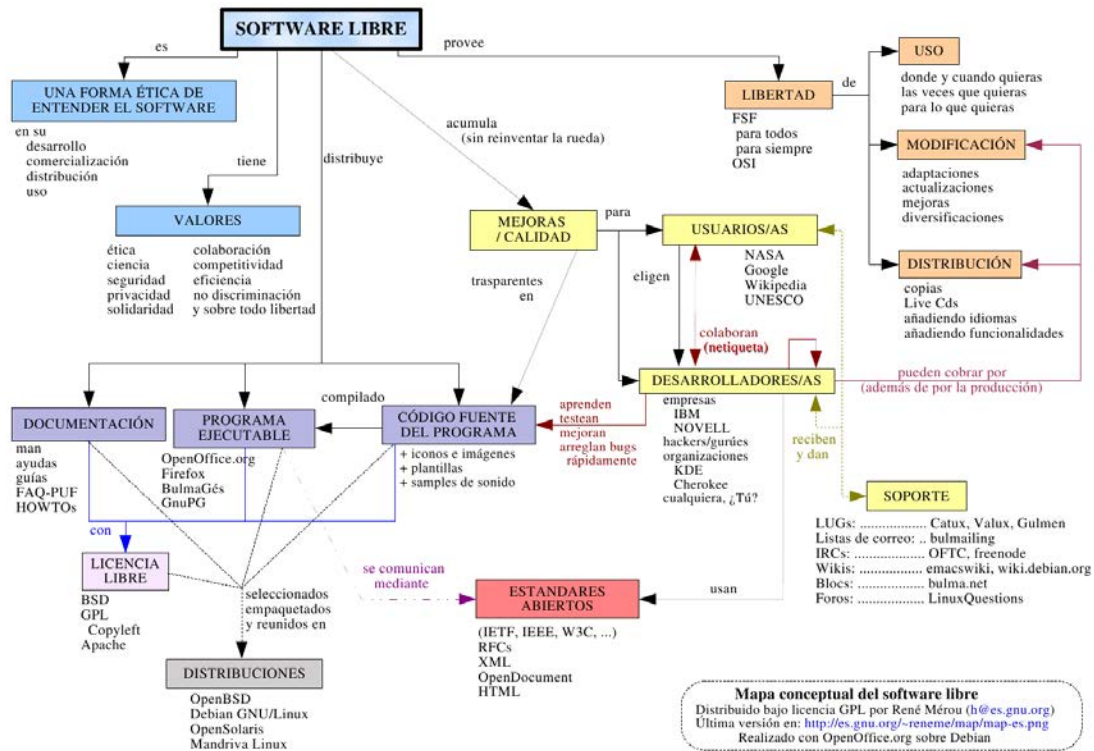 SOFTWARE LIBRE
es
provee
UNA FORMA ÉTICA DE
ENTENDER EL SOFTWARE
en su
desarrollo
comercialización
distribución
uso
tiene
VALORES
ética
ciencia
seguridad
privacidad
solidaridad
colaboración
competitividad
eficiencia
no discriminación
y sobre todo libertad
distribuye
acumula
(sin reinventar la rueda)
LIBERTAD
FSF
para todos
para siempre
OSI
de
USO
donde y cuando quieras
las veces que quieras
para lo que quieras
MODIFICACIÓN
adaptaciones
actualizaciones
mejoras
diversificaciones
DISTRIBUCIÓN
copias
Live Cds
añadiendo idiomas
añadiendo funcionalidades
MEJORAS
/ CALIDAD
para
trasparentes
en
USUARIOS/AS
NASA
Google
Wikipedia
UNESCO
eligen
colaboran
(netiqueta)
DESARROLLADORES/AS
empresas
IBM
NOVELL
hackers/gurúes
organizaciones
KDE
Cherokee
cualquiera, ¿Tú?
pueden cobrar por
(además de por la producción)
reciben
y dan
DOCUMENTACIÓN
man
ayudas
guías
FAQ-PUF
HOWTOs
PROGRAMA
EJECUTABLE
OpenOffice.org
Firefox
BulmaGés
GnuPG
compilado
CÓDIGO FUENTE
DEL PROGRAMA
+ iconos e imágenes
+ plantillas
+ samples de sonido
aprenden
testean
mejoran
arreglan bugs
rápidamente
SOPORTE
LUGs: ................. Catux, Valux, Gulmen
Listas de correo: .. bulmailing
IRCs: ................. OFTC, freenode
Wikis: ................ emacswiki, wiki.debian.org
Blocs: ................ bulma.net
Foros: ................ LinuxQuestions
con
LICENCIA
LIBRE
BSD
GPL
Copyleft
Apache
seleccionados
empaquetados
y reunidos en
se comunican
mediante
ESTANDARES
ABIERTOS
(IETF, IEEE, W3C, ...)
RFCs
XML
OpenDocument
HTML
usan
DISTRIBUCIONES
OpenBSD
Debian GNU/Linux
OpenSolaris
Mandriva Linux
Mapa conceptual del software libre
Distribuido bajo licencia GPL por René Mérou (h@es.gnu.org)
Última versión en: http://es.gnu.org/~reneme/map/map-es.png
Realizado con OpenOffice.org sobre Debian